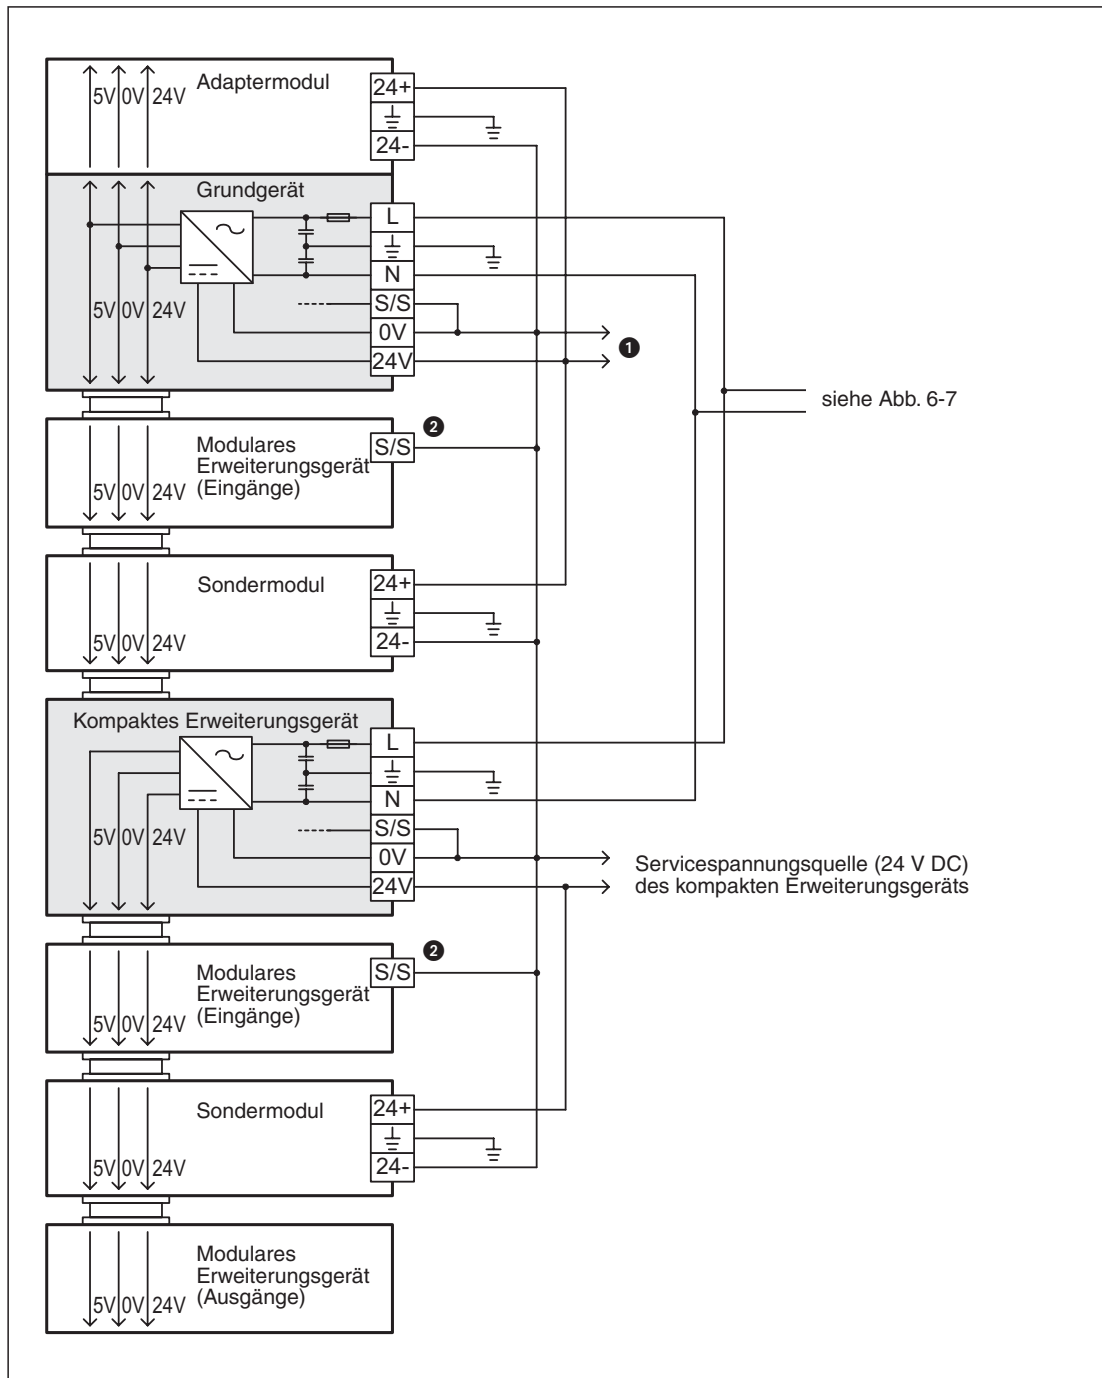 Adaptermodul
5V 0V 24V
24+
24-
Grundgerät
L
N
S/S
0V
24V
5V 0V 24V
❶
siehe Abb. 6-7
Modulares
Erweiterungsgerät
(Eingänge)
5V 0V 24V
S/S
❷
Sondermodul
5V 0V 24V
24+
24-
Kompaktes Erweiterungsgerät
L
N
S/S
0V
24V
5V 0V 24V
Servicespannungsquelle (24 V DC)
des kompakten Erweiterungsgeräts
Modulares
Erweiterungsgerät
(Eingänge)
5V 0V 24V
S/S
❷
Sondermodul
5V 0V 24V
24+
24-
Modulares
Erweiterungsgerät
(Ausgänge)
5V 0V 24V